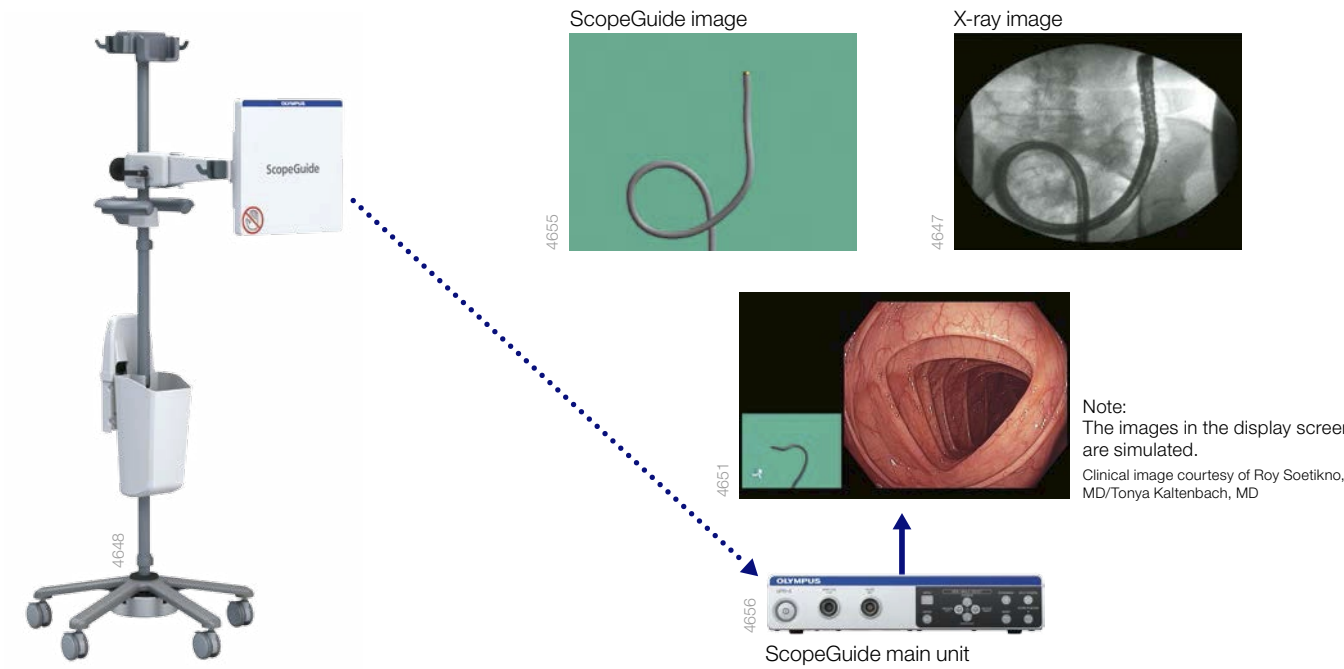 ScopeGuide image
X-ray image
OLYMPUS
ScopeGuide
4655
4647
4651
Note:
The images in the display screen
are simulated.
Clinical image courtesy of Roy Soetikno,
MD/Tonya Kaltenbach, MD
4648
4656
OLYMPUS
ScopeGuide main unit